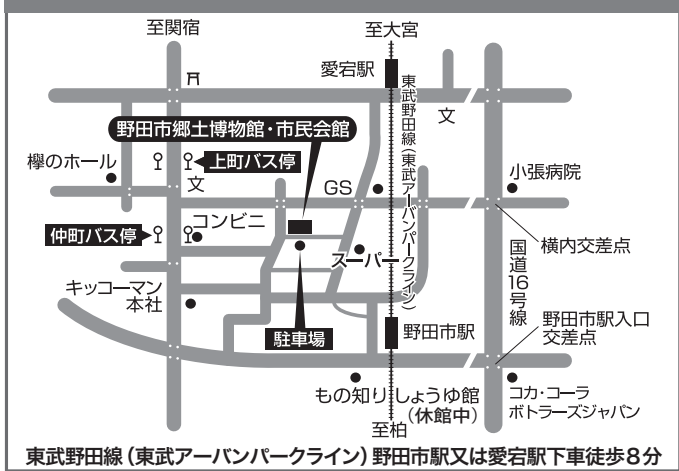 至関宿
至大宮
愛宕駅
東武野田線（東武アーバンパークライン）
文
野田市郷土博物館・市民会館
欅のホール
上町バス停
文
GS
小張病院
仲町バス停
コンビニ
スーパー
横内交差点
国道16号線
キッコーマン
本社
駐車場
野田市駅
野田市駅入口
交差点
もの知りしょうゆ館
（休館中）
コカ・コーラ
ボトラーズジャパン
至柏
東武野田線（東武アーバンパークライン）野田市駅又は愛宕駅下車徒歩8分